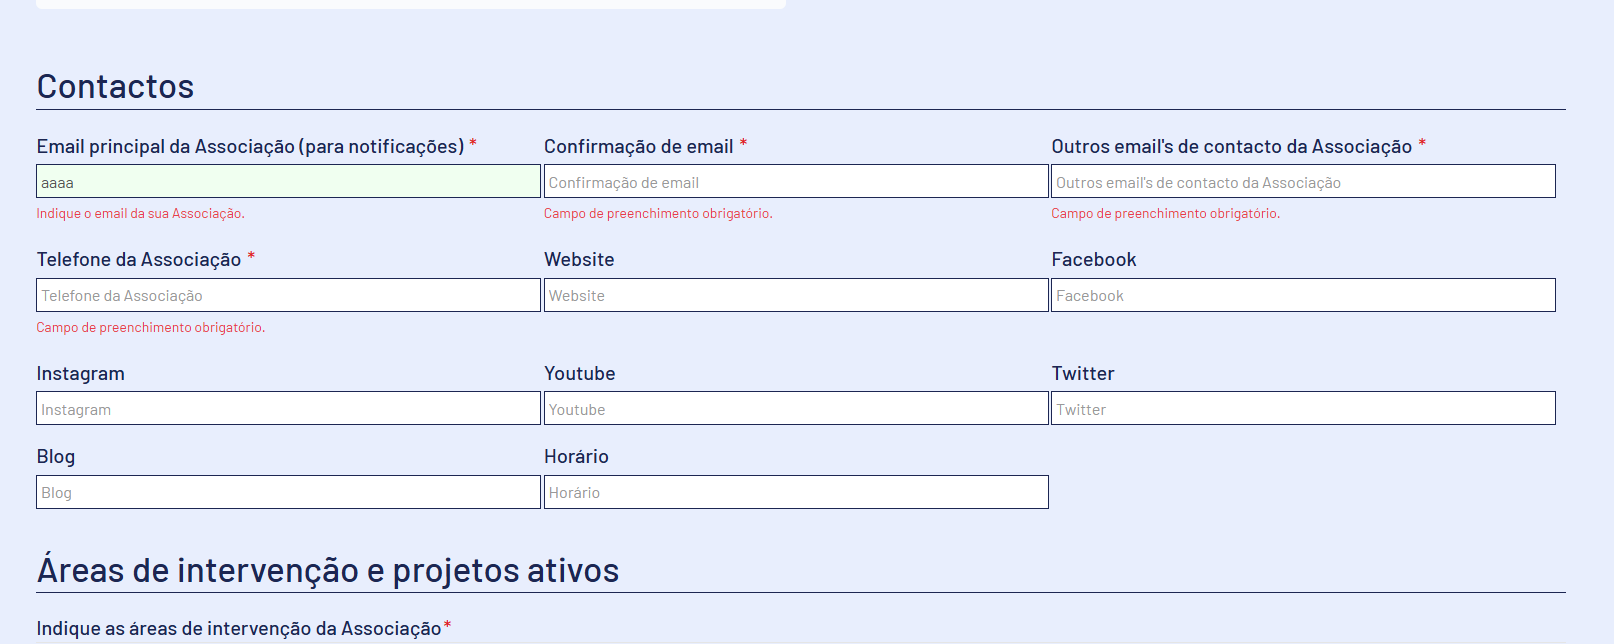 Contactos
Email principal da Associação (para notificações) * Confirmação de email * Outros email's de contacto da Associação *
aaaa Confirmação de email Outros email's de contacto da Associação
Indique o email da sua Associação. Campo de preenchimento obrigatório. Campo de preenchimento obrigatório.
Telefone da Associação * Website Facebook
Telefone da Associação Website Facebook
Campo de preenchimento obrigatório.
Instagram Youtube Twitter
Instagram Youtube Twitter
Blog Horário
Blog Horário
Áreas de intervenção e projetos ativos
Indique as áreas de intervenção da Associação*